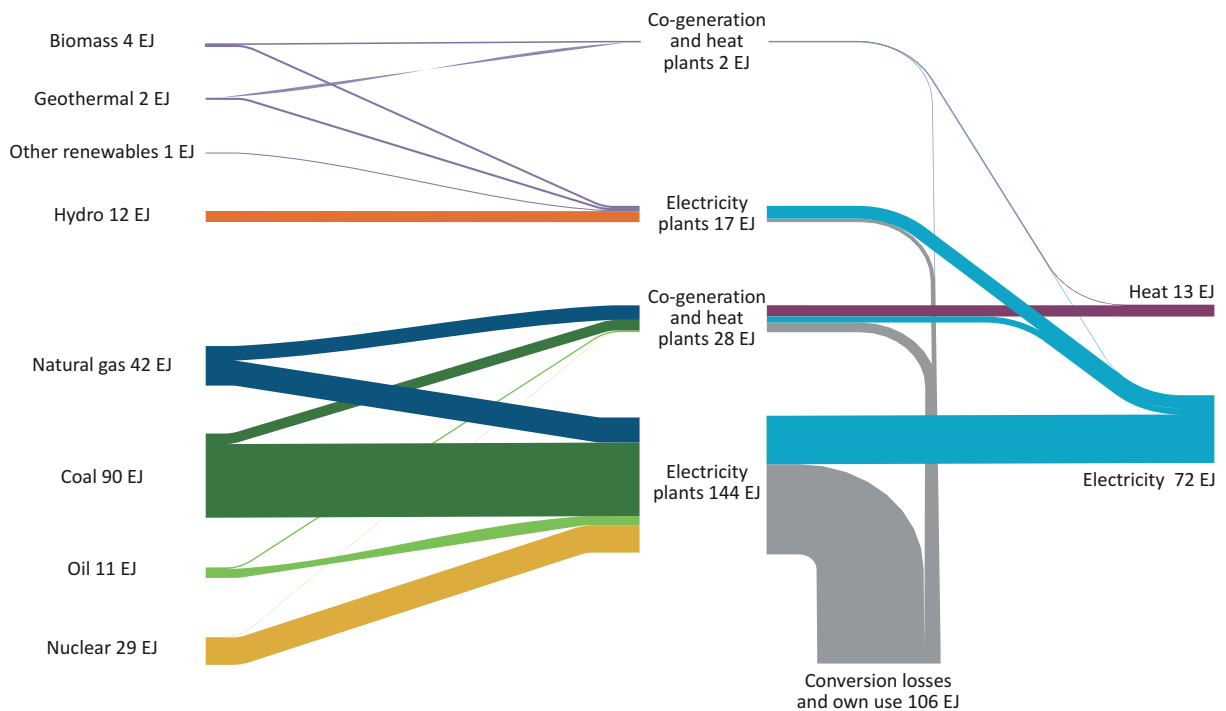 Biomass 4 EJ
Geothermal 2 EJ
Other renewables 1 EJ
Hydro 12 EJ
Natural gas 42 EJ
Coal 90 EJ
Oil 11 EJ
Nuclear 29 EJ
Co-generation
and heat
plants 2 EJ
Electricity
plants 17 EJ
Co-generation
and heat
plants 28 EJ
Electricity
plants 144 EJ
Heat 13 EJ
Electricity 72 EJ
Conversion losses
and own use 106 EJ